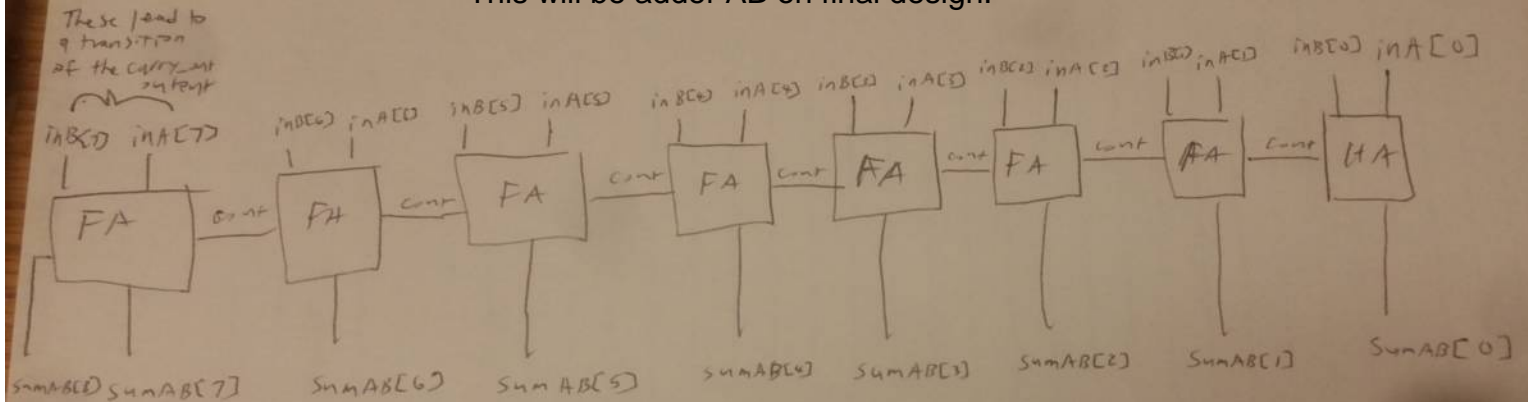 This will be adder AB on final design.
These lead to
a transition
of the carry_out
output
inB[7] inA[7] inB[6] inA[6] inB[5] inA[5] inB[4] inA[4] inB[3] inA[3] inB[2] inA[2] inB[1] inA[1] inB[0] inA[0]
FA Cout FA Cout FA Cout FA Cout FA Cout FA Cout FA Cout HA
SumAB[8] SumAB[7] SumAB[6] SumAB[5] SumAB[4] SumAB[3] SumAB[2] SumAB[1] SumAB[0]